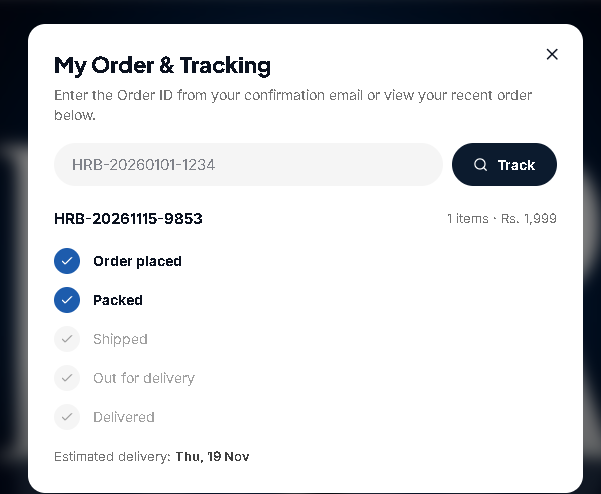 My Order & Tracking
Enter the Order ID from your confirmation email or view your recent order
below.
HRB-20260101-1234
Track
HRB-20261115-9853
1 items · Rs. 1,999
Order placed
Packed
Shipped
Out for delivery
Delivered
Estimated delivery: Thu, 19 Nov